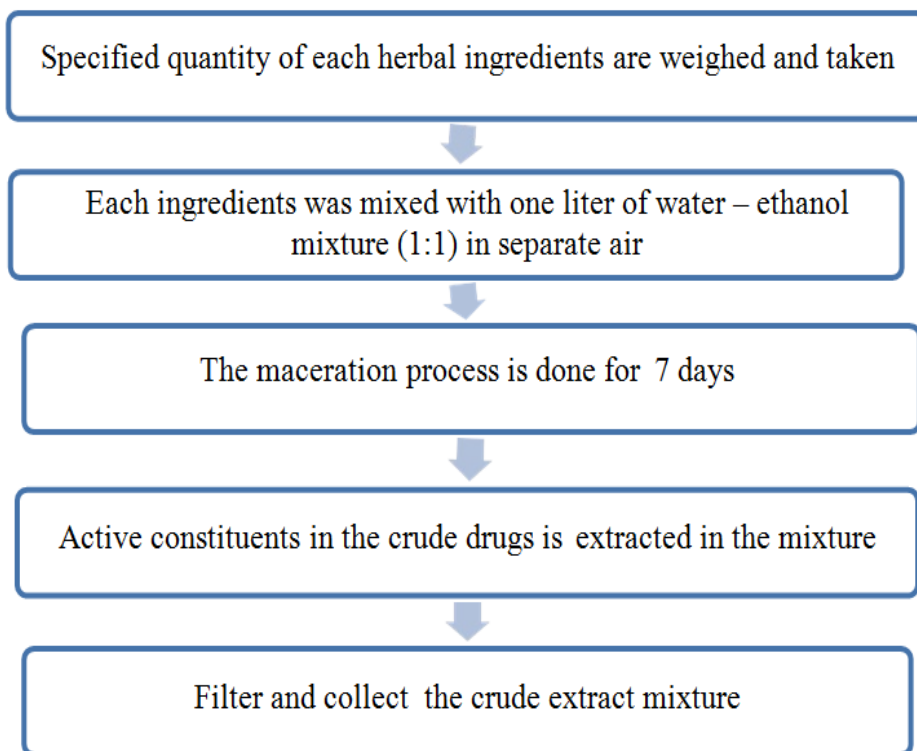 Specified quantity of each herbal ingredients are weighed and taken
Each ingredients was mixed with one liter of water – ethanol
mixture (1:1) in separate air
The maceration process is done for 7 days
Active constituents in the crude drugs is extracted in the mixture
Filter and collect the crude extract mixture